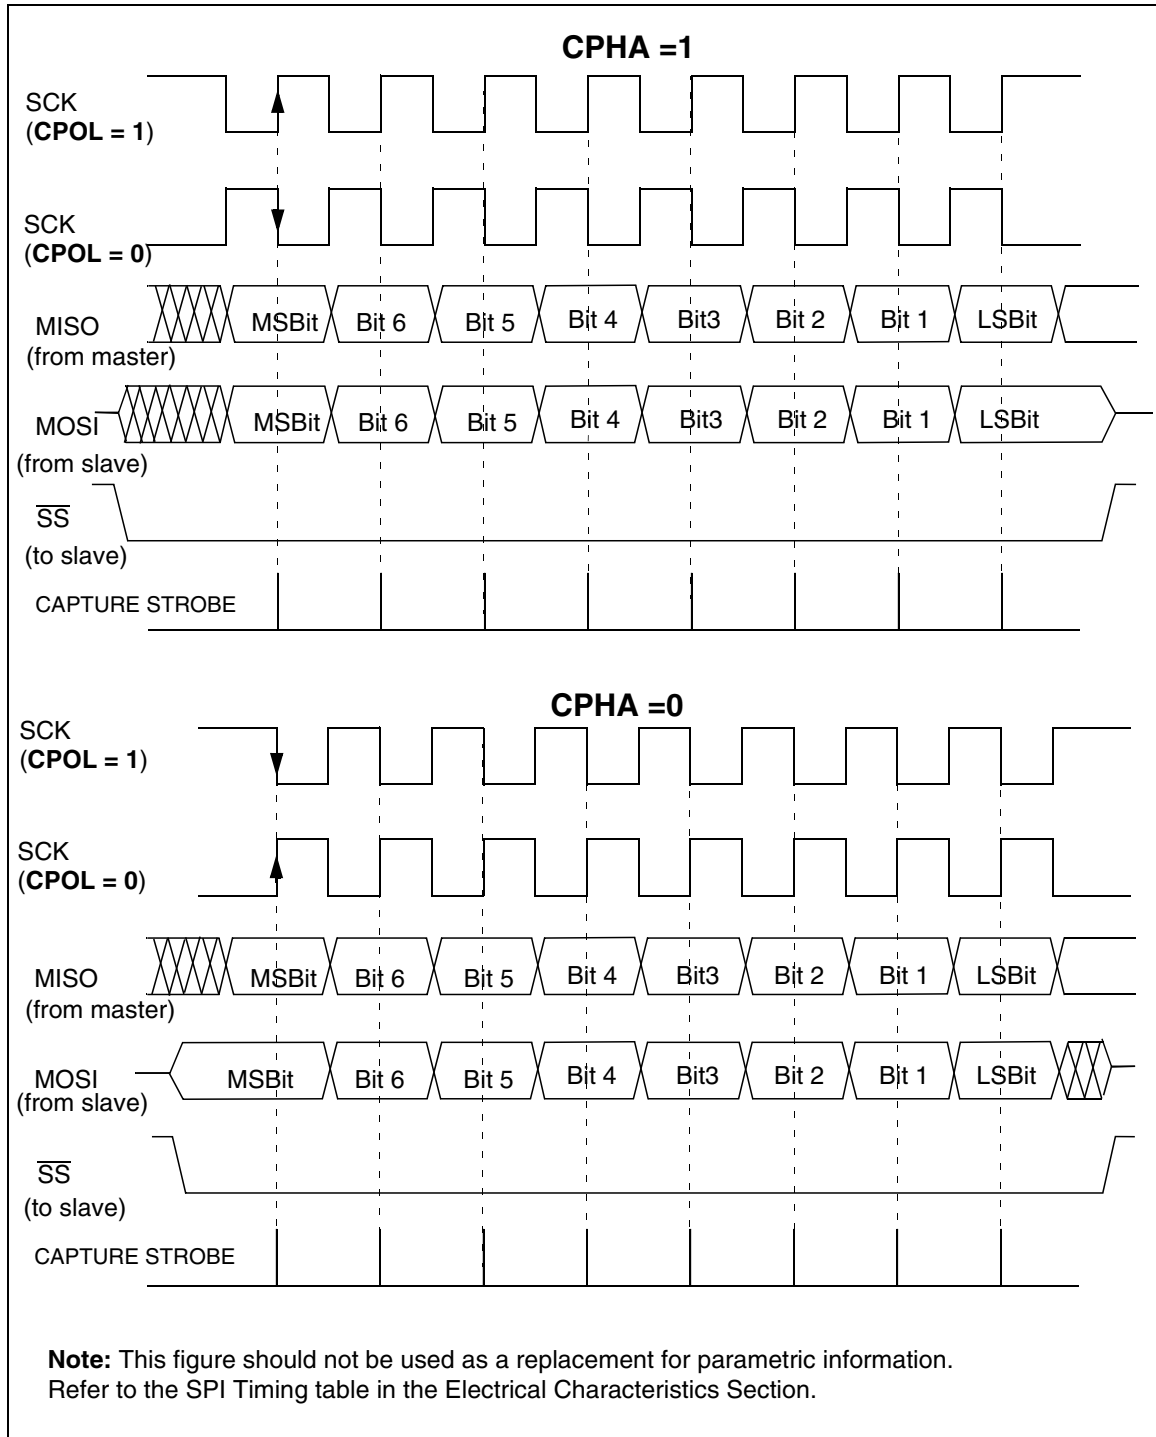 CPHA =1
SCK
(CPOL = 1)
SCK
(CPOL = 0)
MISO
(from master)
MSBit Bit 6 Bit 5 Bit 4 Bit3 Bit 2 Bit 1 LSBit
MOSI
(from slave)
MSBit Bit 6 Bit 5 Bit 4 Bit3 Bit 2 Bit 1 LSBit
SS
(to slave)
CAPTURE STROBE
CPHA =0
SCK
(CPOL = 1)
SCK
(CPOL = 0)
MISO
(from master)
MSBit Bit 6 Bit 5 Bit 4 Bit3 Bit 2 Bit 1 LSBit
MOSI
(from slave)
MSBit Bit 6 Bit 5 Bit 4 Bit3 Bit 2 Bit 1 LSBit
SS
(to slave)
CAPTURE STROBE
Note: This figure should not be used as a replacement for parametric information.
Refer to the SPI Timing table in the Electrical Characteristics Section.